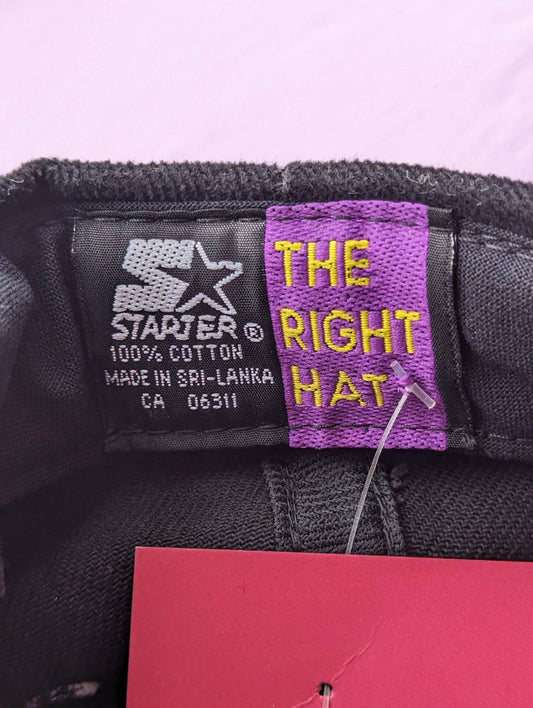 STARTER®
100% COTTON
MADE IN SRI-LANKA
CA 06311
THE
RIGHT
HAT